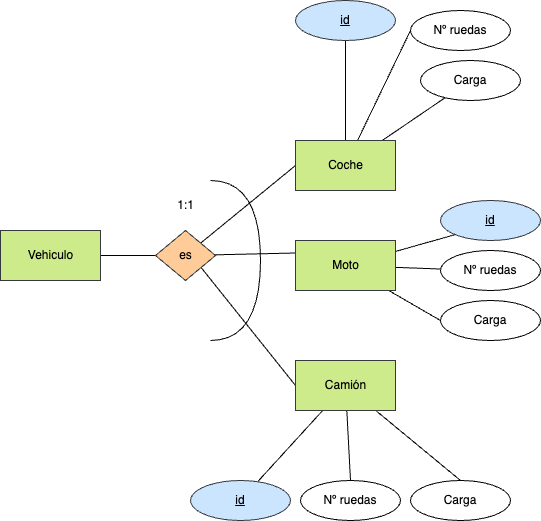 id
Nº ruedas
Carga
Coche
1:1
Vehiculo
es
Moto
id
Nº ruedas
Carga
Camión
id
Nº ruedas
Carga